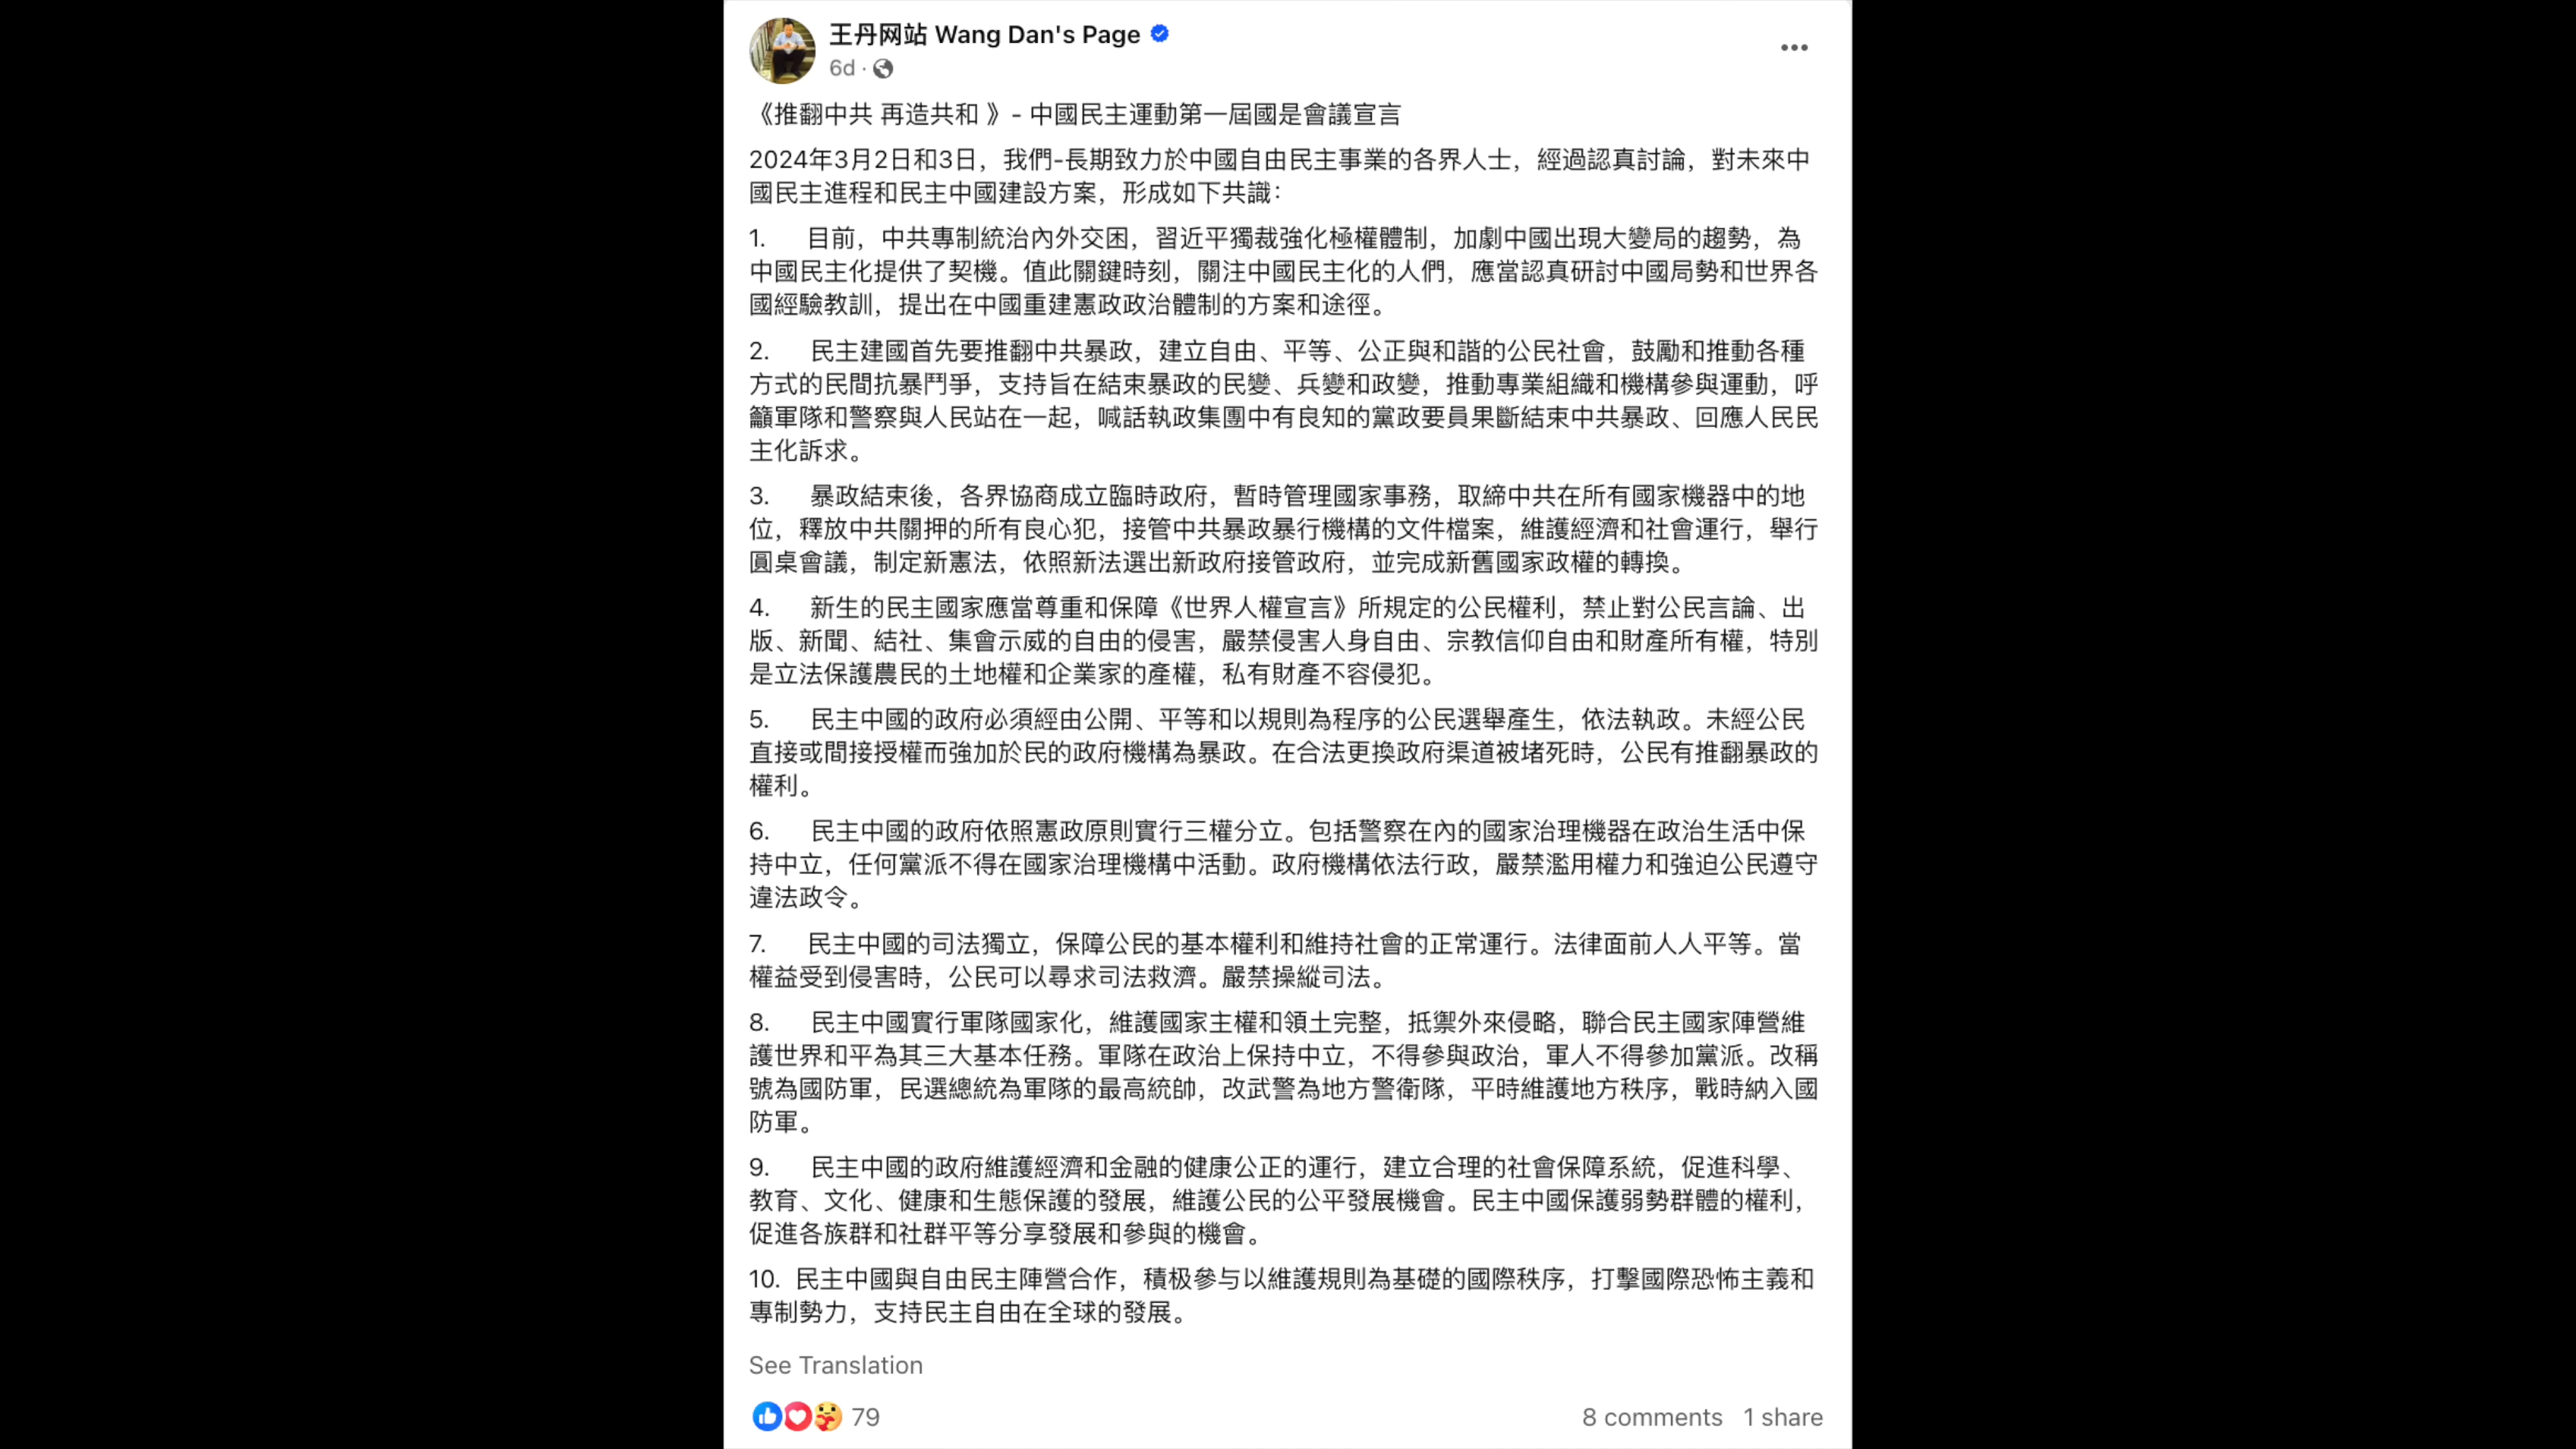 王丹网站 Wang Dan's Page
6d ·
《推翻中共 再造共和 》- 中國民主運動第一屆國是會議宣言
2024年3月2日和3日，我們-長期致力於中國自由民主事業的各界人士，經過認真討論，對未來中
國民主進程和民主中國建設方案，形成如下共識：
1. 目前，中共專制統治內外交困，習近平獨裁強化極權體制，加劇中國出現大變局的趨勢，為
中國民主化提供了契機。值此關鍵時刻，關注中國民主化的人們，應當認真研討中國局勢和世界各
國經驗教訓，提出在中國重建憲政政治體制的方案和途徑。
2. 民主建國首先要推翻中共暴政，建立自由、平等、公正與和諧的公民社會，鼓勵和推動各種
方式的民間抗暴鬥爭，支持旨在結束暴政的民變、兵變和政變，推動專業組織和機構參與運動，呼
籲軍隊和警察與人民站在一起，喊話執政集團中有良知的黨政要員果斷結束中共暴政、回應人民民
主化訴求。
3. 暴政結束後，各界協商成立臨時政府，暫時管理國家事務，取締中共在所有國家機器中的地
位，釋放中共關押的所有良心犯，接管中共暴政暴行機構的文件檔案，維護經濟和社會運行，舉行
圓桌會議，制定新憲法，依照新法選出新政府接管政府，並完成新舊國家政權的轉換。
4. 新生的民主國家應當尊重和保障《世界人權宣言》所規定的公民權利，禁止對公民言論、出
版、新聞、結社、集會示威的自由的侵害，嚴禁侵害人身自由、宗教信仰自由和財產所有權，特別
是立法保護農民的土地權和企業家的產權，私有財產不容侵犯。
5. 民主中國的政府必須經由公開、平等和以規則為程序的公民選舉產生，依法執政。未經公民
直接或間接授權而強加於民的政府機構為暴政。在合法更換政府渠道被堵死時，公民有推翻暴政的
權利。
6. 民主中國的政府依照憲政原則實行三權分立。包括警察在內的國家治理機器在政治生活中保
持中立，任何黨派不得在國家治理機構中活動。政府機構依法行政，嚴禁濫用權力和強迫公民遵守
違法政令。
7. 民主中國的司法獨立，保障公民的基本權利和維持社會的正常運行。法律面前人人平等。當
權益受到侵害時，公民可以尋求司法救濟。嚴禁操縱司法。
8. 民主中國實行軍隊國家化，維護國家主權和領土完整，抵禦外來侵略，聯合民主國家陣營維
護世界和平為其三大基本任務。軍隊在政治上保持中立，不得參與政治，軍人不得參加黨派。改稱
號為國防軍，民選總統為軍隊的最高統帥，改武警為地方警衛隊，平時維護地方秩序，戰時納入國
防軍。
9. 民主中國的政府維護經濟和金融的健康公正的運行，建立合理的社會保障系統，促進科學、
教育、文化、健康和生態保護的發展，維護公民的公平發展機會。民主中國保護弱勢群體的權利，
促進各族群和社群平等分享發展和參與的機會。
10. 民主中國與自由民主陣營合作，積极參与以維護規則為基礎的國際秩序，打擊國際恐怖主義和
專制勢力，支持民主自由在全球的發展。
See Translation
79
8 comments 1 share